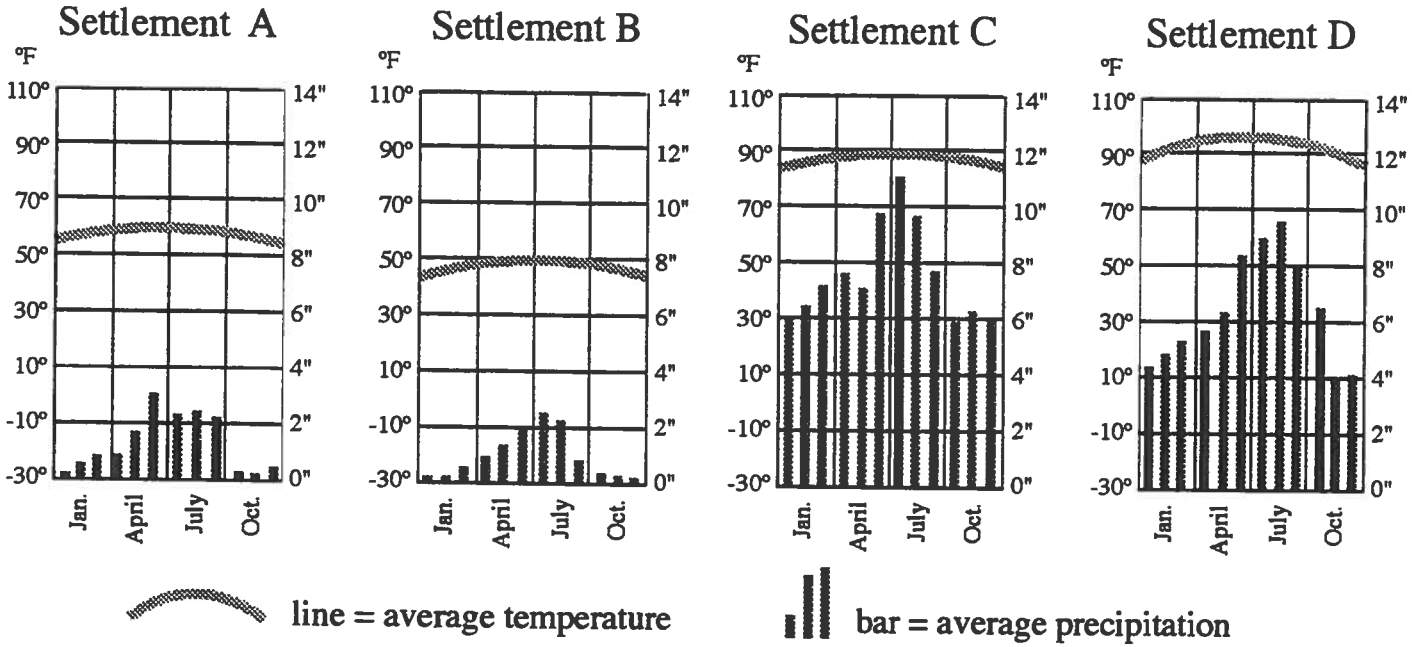 Settlement A
°F
110°
90°
70°
50°
30°
10°
-10°
-30°
14"
12"
10"
8"
6"
4"
2"
0"
Jan.
April
July
Oct.
Settlement B
°F
110°
90°
70°
50°
30°
10°
-10°
-30°
14"
12"
10"
8"
6"
4"
2"
0"
Jan.
April
July
Oct.
Settlement C
°F
110°
90°
70°
50°
30°
10°
-10°
-30°
14"
12"
10"
8"
6"
4"
2"
0"
Jan.
April
July
Oct.
Settlement D
°F
110°
90°
70°
50°
30°
10°
-10°
-30°
14"
12"
10"
8"
6"
4"
2"
0"
Jan.
April
July
Oct.
line = average temperature
bar = average precipitation